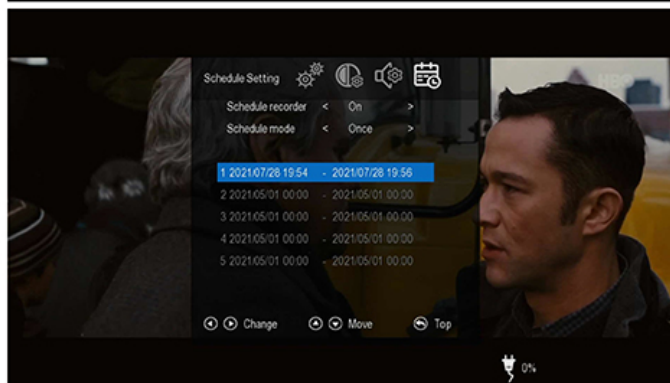 Schedule Setting
HBO
Schedule recorder < On >
Schedule mode < Once >
1 2021/07/28 19:54 - 2021/07/28 19:56
2 2021/05/01 00:00 - 2021/05/01 00:00
3 2021/05/01 00:00 - 2021/05/01 00:00
4 2021/05/01 00:00 - 2021/05/01 00:00
5 2021/05/01 00:00 - 2021/05/01 00:00
Change Move Top
0%